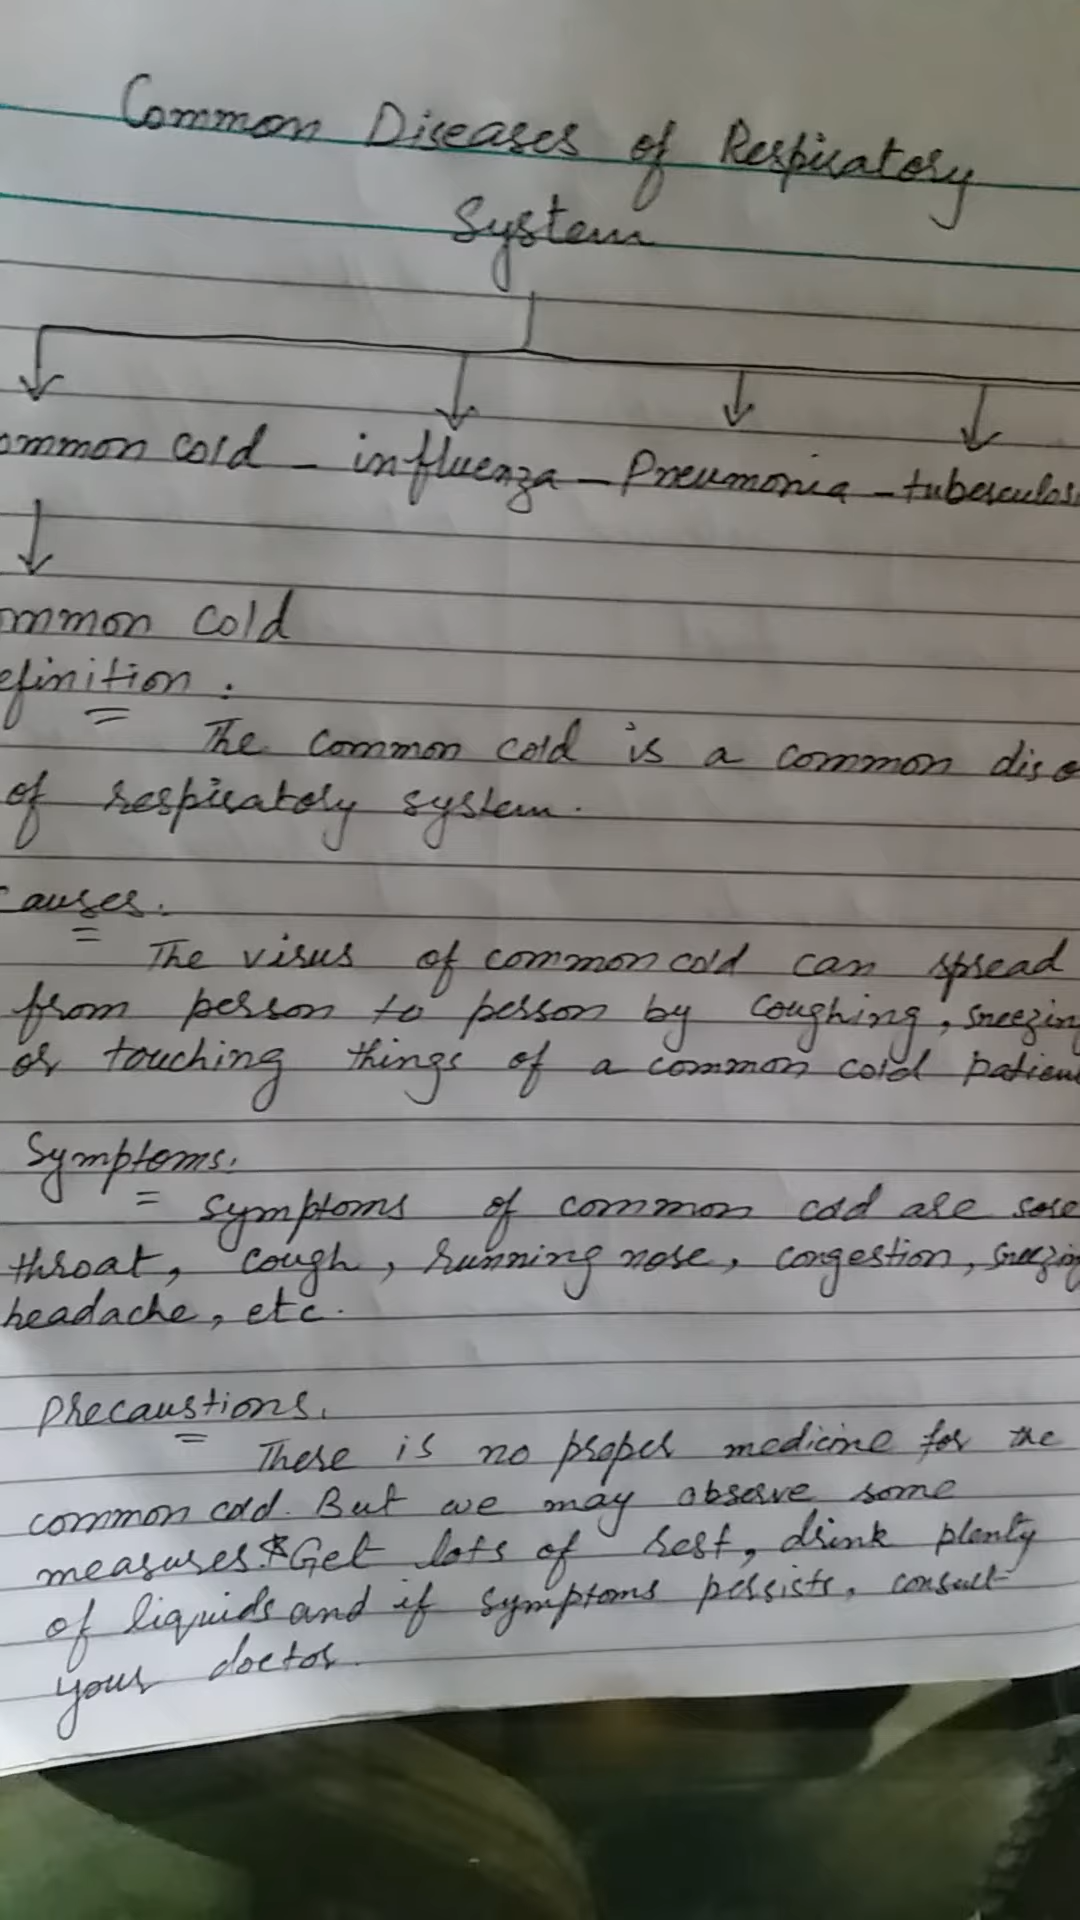 Common Diseases of Respiratory
System
ommon cold - influenza - Pneumonia - tuberculos
ommon cold
efinition :
The common cold is a common dise
of respiratory system.
Causes.
The virus of common cold can spread
from person to person by coughing, sneezin
or touching things of a common cold patien
Symptoms.
Symptoms of common cold are sore
throat, cough, running nose, congestion, sneezing
headache, etc.
Precaustions.
There is no proper medicine for the
common cold. But we may observe some
measures. Get lots of rest, drink plenty
of liquids and if symptoms persists, consult
your doctor.